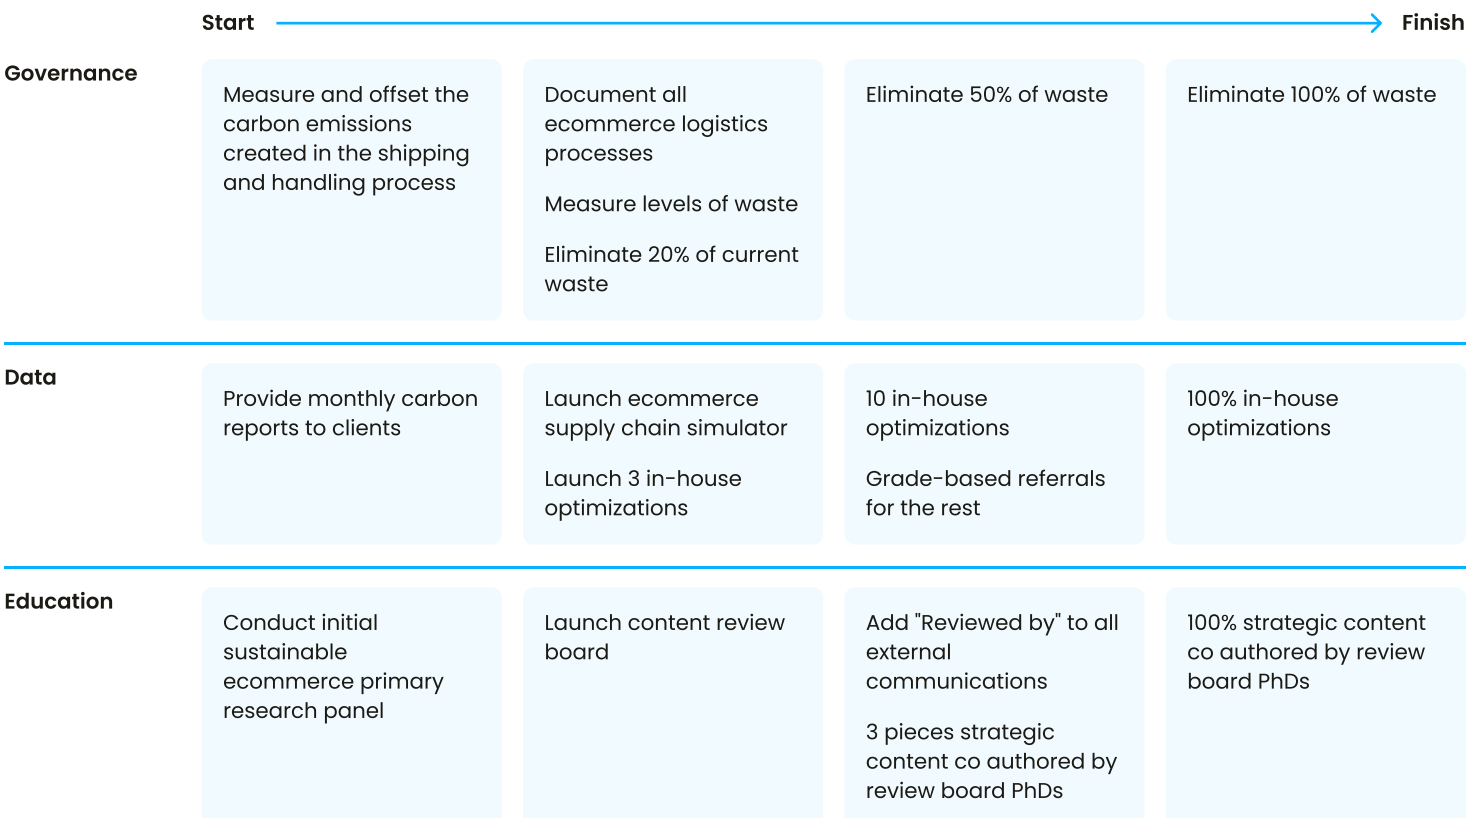 Start
Finish
Governance
Measure and offset the
carbon emissions
created in the shipping
and handling process
Document all
ecommerce logistics
processes
Measure levels of waste
Eliminate 20% of current
waste
Eliminate 50% of waste
Eliminate 100% of waste
Data
Provide monthly carbon
reports to clients
Launch ecommerce
supply chain simulator
Launch 3 in-house
optimizations
10 in-house
optimizations
Grade-based referrals
for the rest
100% in-house
optimizations
Education
Conduct initial
sustainable
ecommerce primary
research panel
Launch content review
board
Add "Reviewed by" to all
external
communications
3 pieces strategic
content co authored by
review board PhDs
100% strategic content
co authored by review
board PhDs